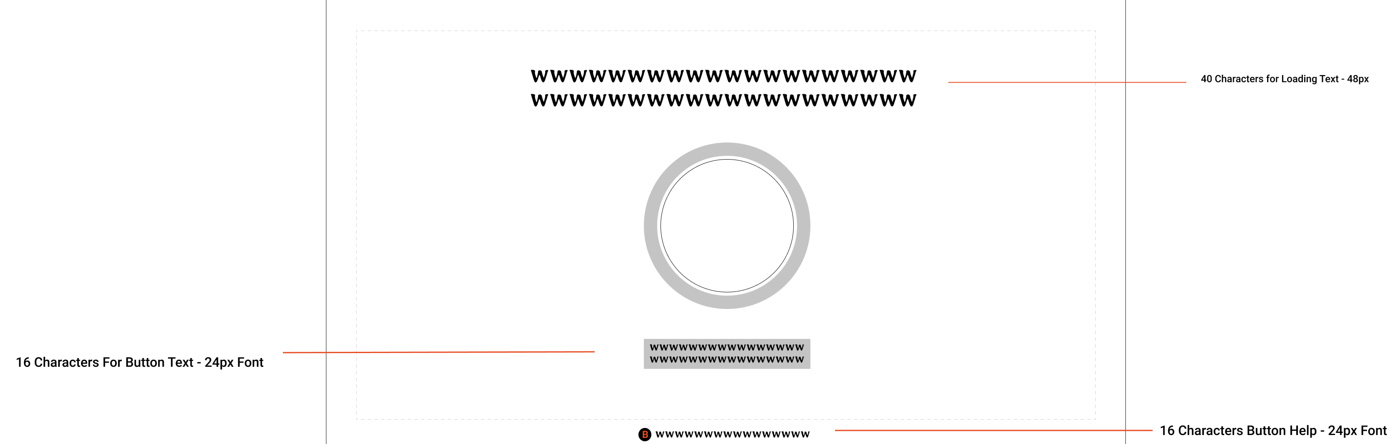 WWWWWWWWWWWWWWWWWWWW
WWWWWWWWWWWWWWWWWWWW
40 Characters for Loading Text - 48px
WWWWWWWWWWWWWWWW
WWWWWWWWWWWWWWWW
16 Characters For Button Text - 24px Font
B WWWWWWWWWWWWWWWW
16 Characters Button Help - 24px Font